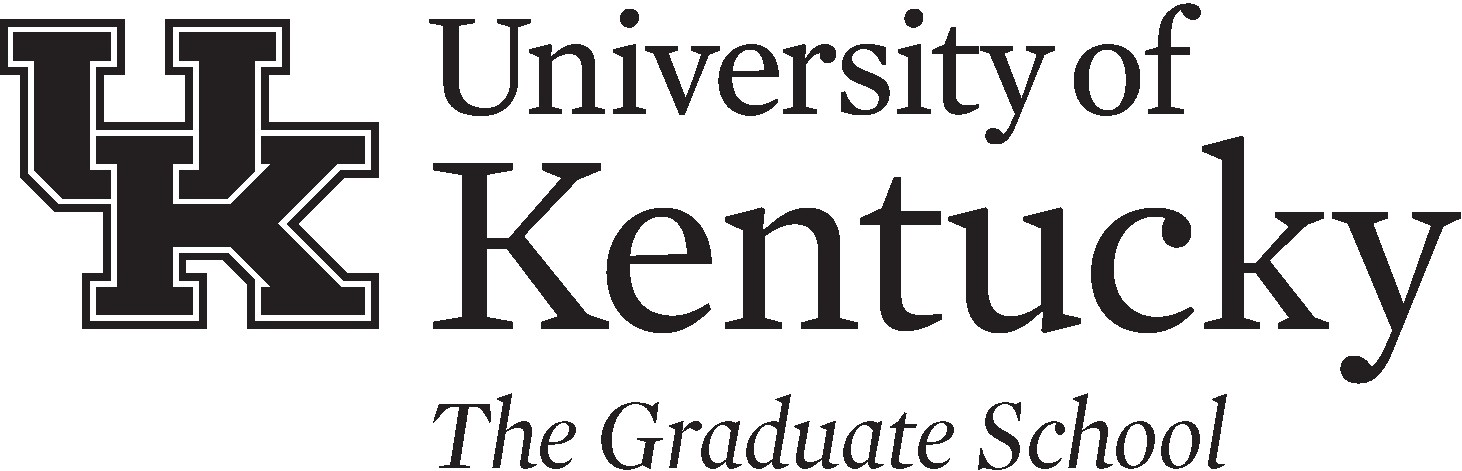 UK
University of
Kentucky
The Graduate School